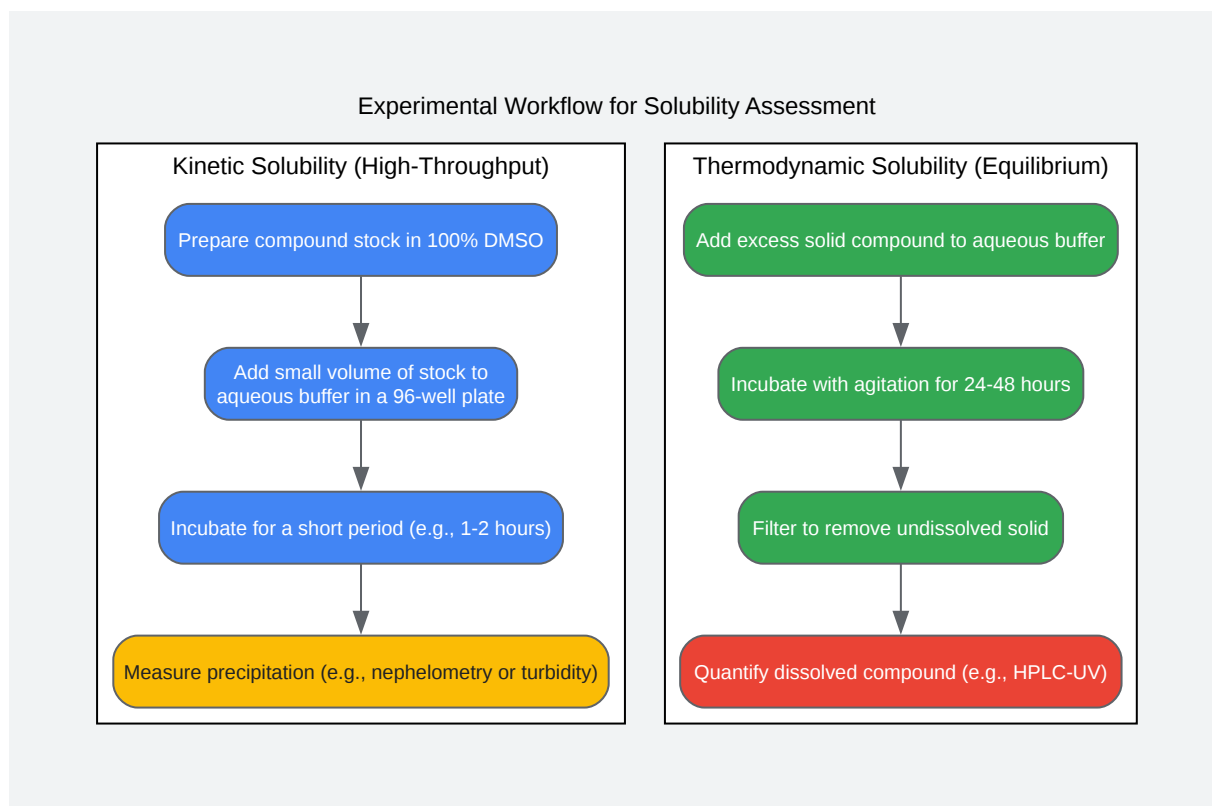 Experimental Workflow for Solubility Assessment
Kinetic Solubility (High-Throughput)
Prepare compound stock in 100% DMSO
Add small volume of stock to
aqueous buffer in a 96-well plate
Incubate for a short period (e.g., 1-2 hours)
Measure precipitation (e.g., nephelometry or turbidity)
Thermodynamic Solubility (Equilibrium)
Add excess solid compound to aqueous buffer
Incubate with agitation for 24-48 hours
Filter to remove undissolved solid
Quantify dissolved compound (e.g., HPLC-UV)